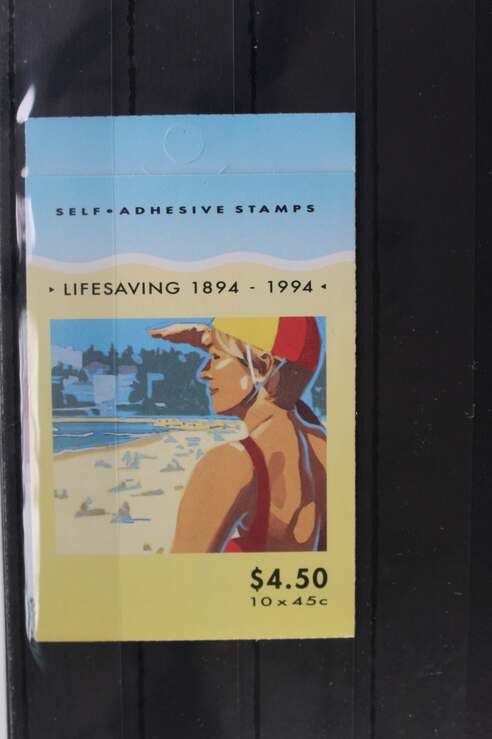 SELF•ADHESIVE STAMPS
▸ LIFESAVING 1894 - 1994 ◂
$4.50
10 x 45c